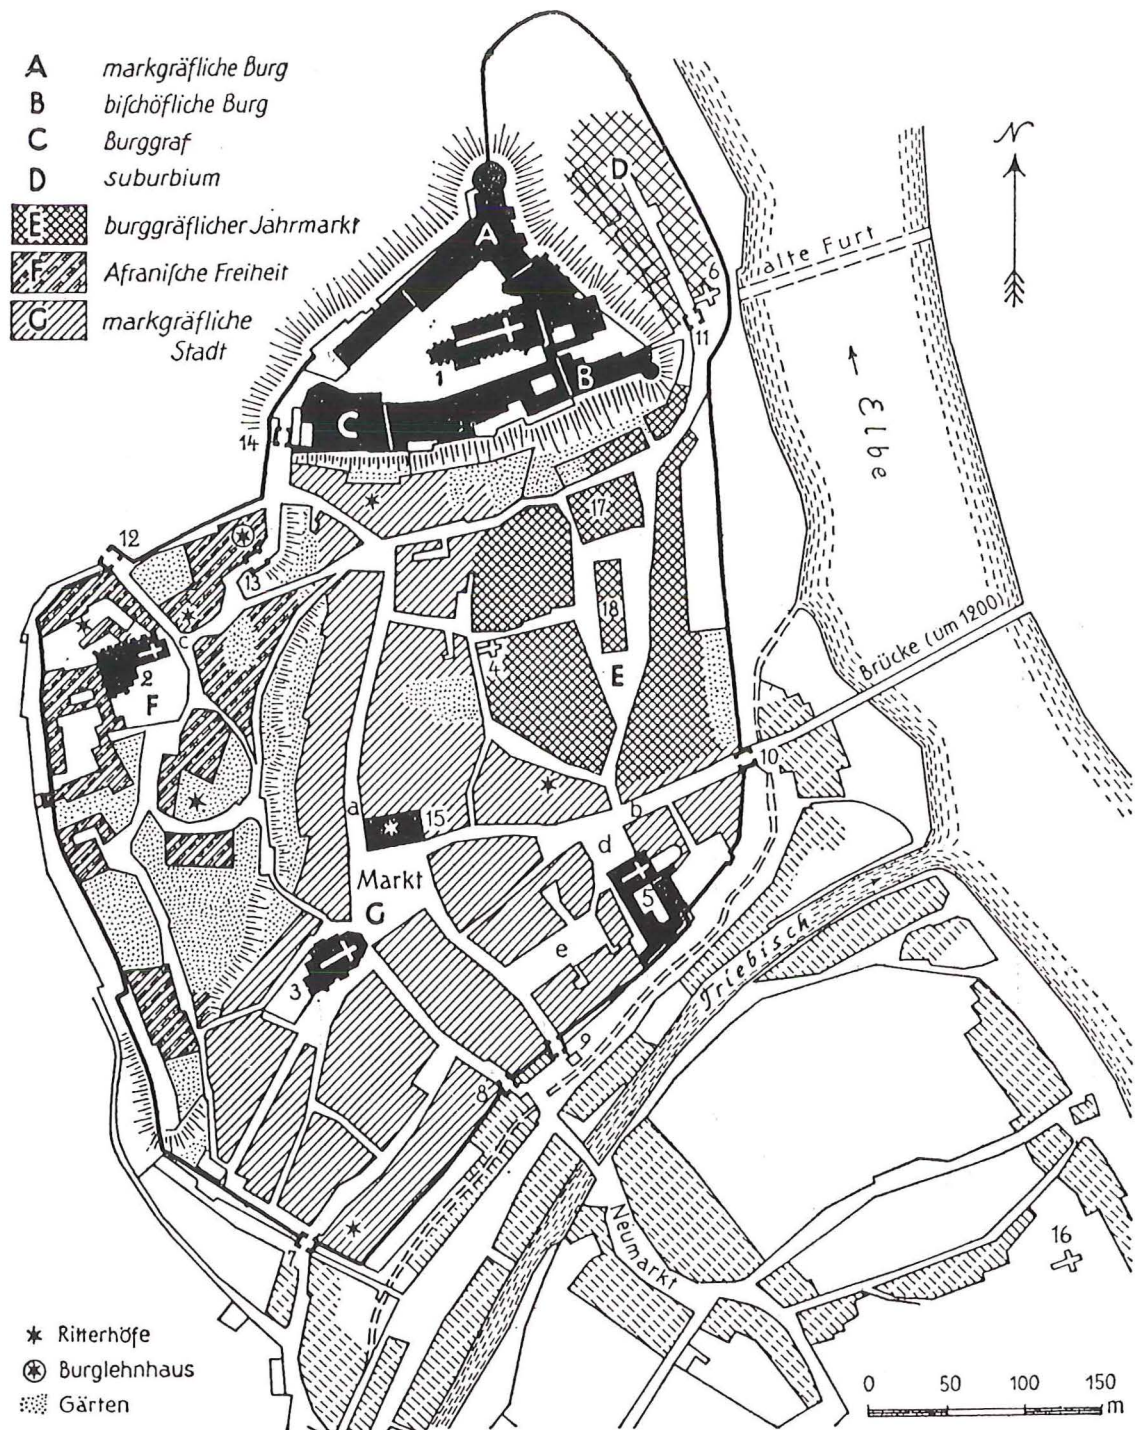 A markgräfliche Burg
B biſchöfliche Burg
C Burggraf
D suburbium
E burggräflicher Jahrmarkt
F Afraniſche Freiheit
G markgräfliche
Stadt
N
D
A
6
alte Furt
11
1
B
C
14
← Elbe
17
12
13
18
Brücke (um 1200)
c
2
4
E
F
10
a
15
b
d
Markt
G
5
e
Triebisch
3
9
8
7
Neumarkt
16
Ritterhöfe
Burglehnhaus
Gärten
0 50 100 150
m